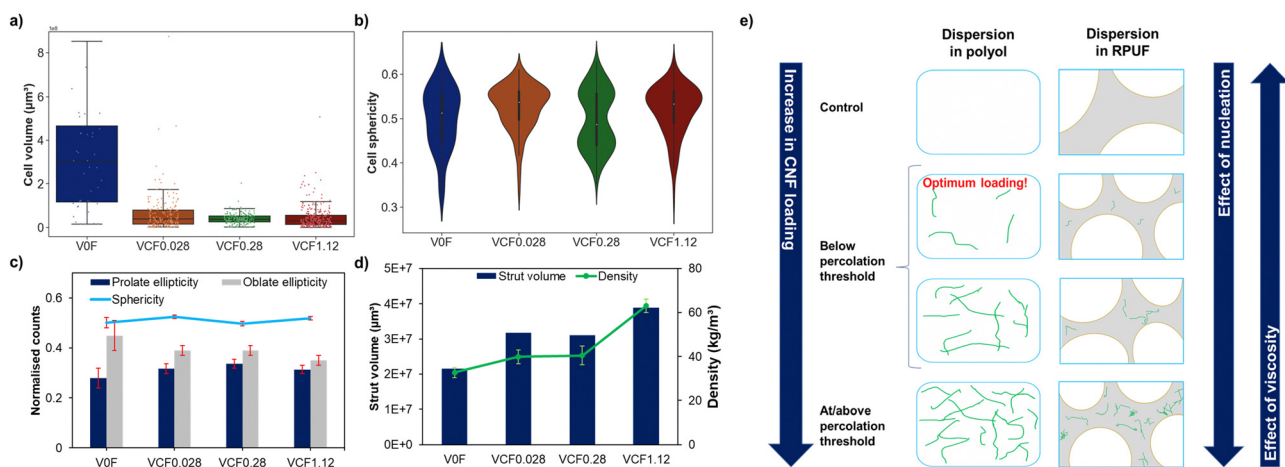 a)
1e6
8
6
4
2
0
Cell volume (µm³)
V0F VCF0.028 VCF0.28 VCF1.12
b)
0.6
0.5
0.4
0.3
Cell sphericity
V0F VCF0.028 VCF0.28 VCF1.12
c)
Prolate ellipticity Oblate ellipticity
Sphericity
0.6
0.4
0.2
0
Normalised counts
V0F VCF0.028 VCF0.28 VCF1.12
d)
Strut volume Density
5E+7
4E+7
3E+7
2E+7
1E+7
0E+0
Strut volume (µm³)
80
60
40
20
0
Density (kg/m³)
V0F VCF0.028 VCF0.28 VCF1.12
e)
Dispersion
in polyol
Dispersion
in RPUF
Increase in CNF loading
Control
Optimum loading!
Below
percolation
threshold
At/above
percolation
threshold
Effect of nucleation
Effect of viscosity